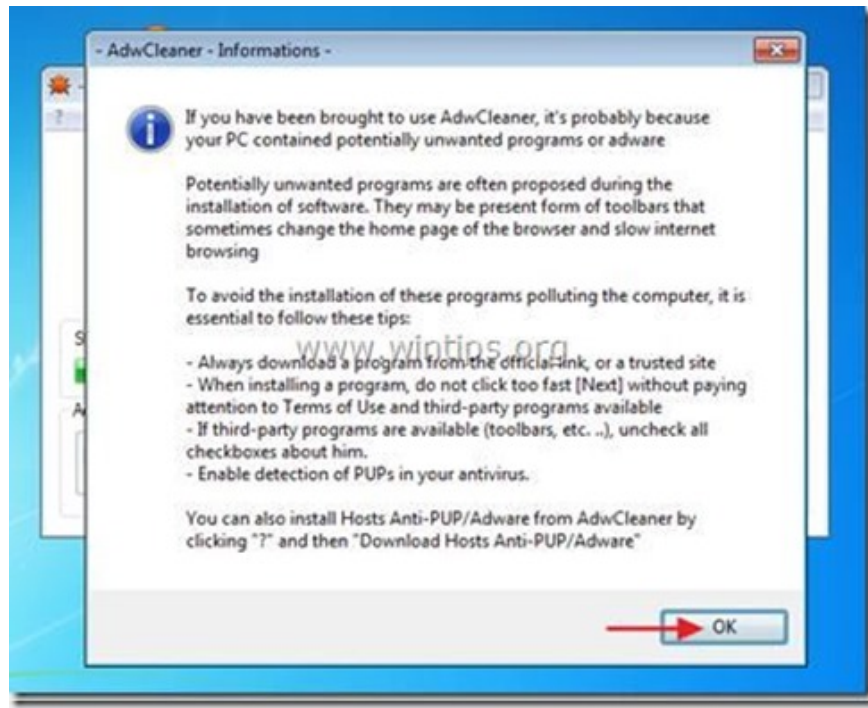 - AdwCleaner - Informations -
If you have been brought to use AdwCleaner, it's probably because
your PC contained potentially unwanted programs or adware
Potentially unwanted programs are often proposed during the
installation of software. They may be present form of toolbars that
sometimes change the home page of the browser and slow internet
browsing
To avoid the installation of these programs polluting the computer, it is
essential to follow these tips:
www.wintips.org
- Always download a program from the official link, or a trusted site
- When installing a program, do not click too fast [Next] without paying
attention to Terms of Use and third-party programs available
- If third-party programs are available (toolbars, etc. ..), uncheck all
checkboxes about him.
- Enable detection of PUPs in your antivirus.
You can also install Hosts Anti-PUP/Adware from AdwCleaner by
clicking "?" and then "Download Hosts Anti-PUP/Adware"
OK